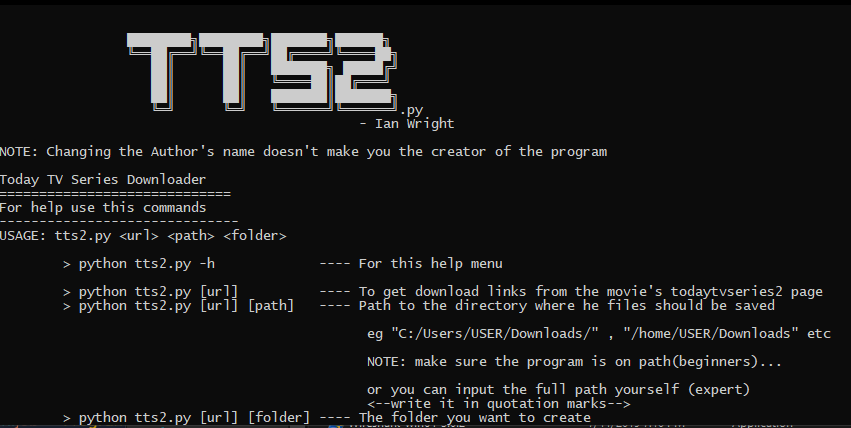 TTS2.py
- Ian Wright
NOTE: Changing the Author's name doesn't make you the creator of the program
Today TV Series Downloader
=============================
For help use this commands
------------------------------
USAGE: tts2.py <url> <path> <folder>
> python tts2.py -h ---- For this help menu
> python tts2.py [url] ---- To get download links from the movie's todaytvseries2 page
> python tts2.py [url] [path] ---- Path to the directory where he files should be saved
eg "C:/Users/USER/Downloads/" , "/home/USER/Downloads" etc
NOTE: make sure the program is on path(beginners)...
or you can input the full path yourself (expert)
<--write it in quotation marks-->
> python tts2.py [url] [folder] ---- The folder you want to create